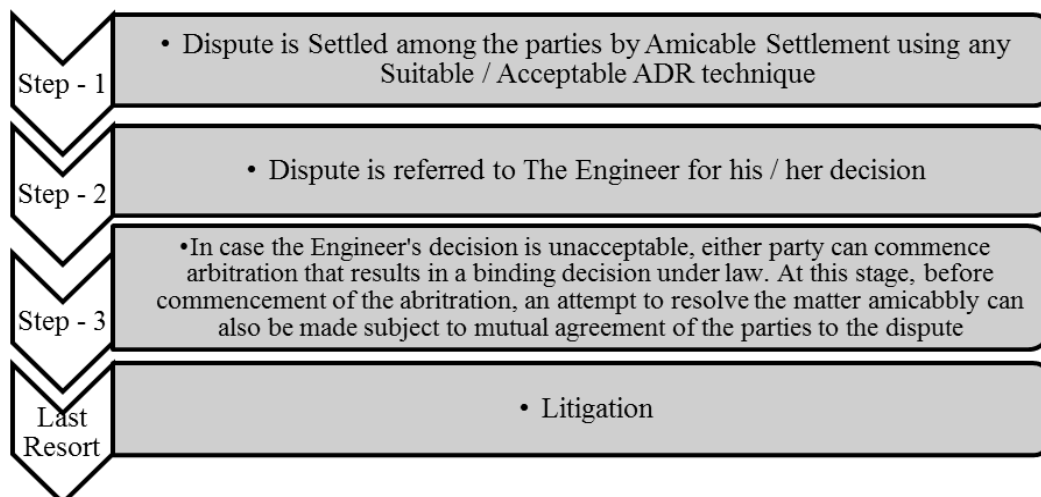 Step - 1
• Dispute is Settled among the parties by Amicable Settlement using any
Suitable / Acceptable ADR technique
Step - 2
• Dispute is referred to The Engineer for his / her decision
Step - 3
•In case the Engineer's decision is unacceptable, either party can commence
arbitration that results in a binding decision under law. At this stage, before
commencement of the abritration, an attempt to resolve the matter amicabbly can
also be made subject to mutual agreement of the parties to the dispute
Last
Resort
• Litigation